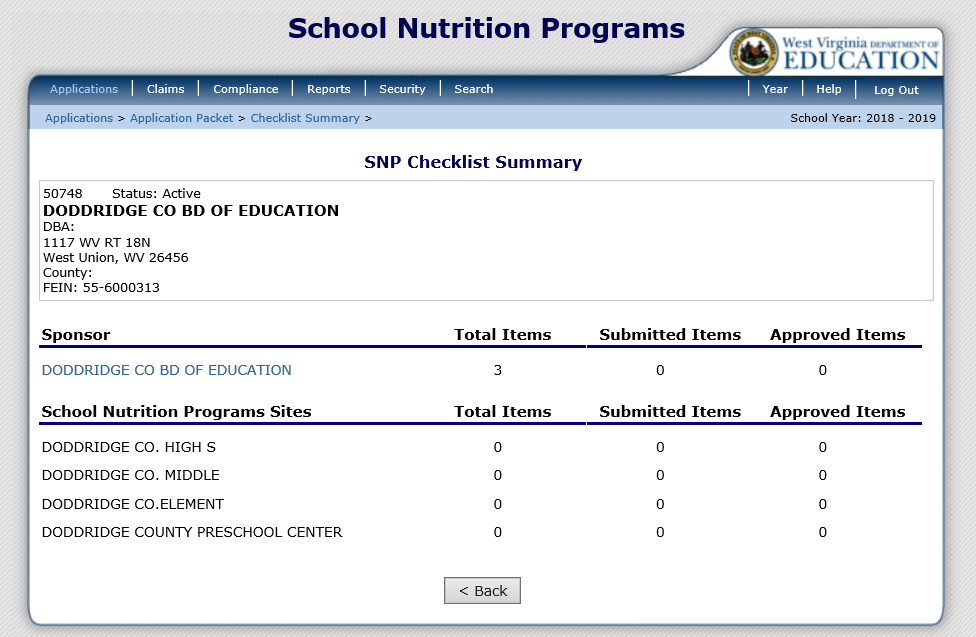 School Nutrition Programs
West Virginia DEPARTMENT OF
EDUCATION
Applications | Claims | Compliance | Reports | Security | Search | Year | Help | Log Out
Applications > Application Packet > Checklist Summary > School Year: 2018 - 2019
SNP Checklist Summary
50748 Status: Active
DODDRIDGE CO BD OF EDUCATION
DBA:
1117 WV RT 18N
West Union, WV 26456
County:
FEIN: 55-6000313
Sponsor Total Items Submitted Items Approved Items
DODDRIDGE CO BD OF EDUCATION 3 0 0
School Nutrition Programs Sites Total Items Submitted Items Approved Items
DODDRIDGE CO. HIGH S 0 0 0
DODDRIDGE CO. MIDDLE 0 0 0
DODDRIDGE CO.ELEMENT 0 0 0
DODDRIDGE COUNTY PRESCHOOL CENTER 0 0 0
< Back